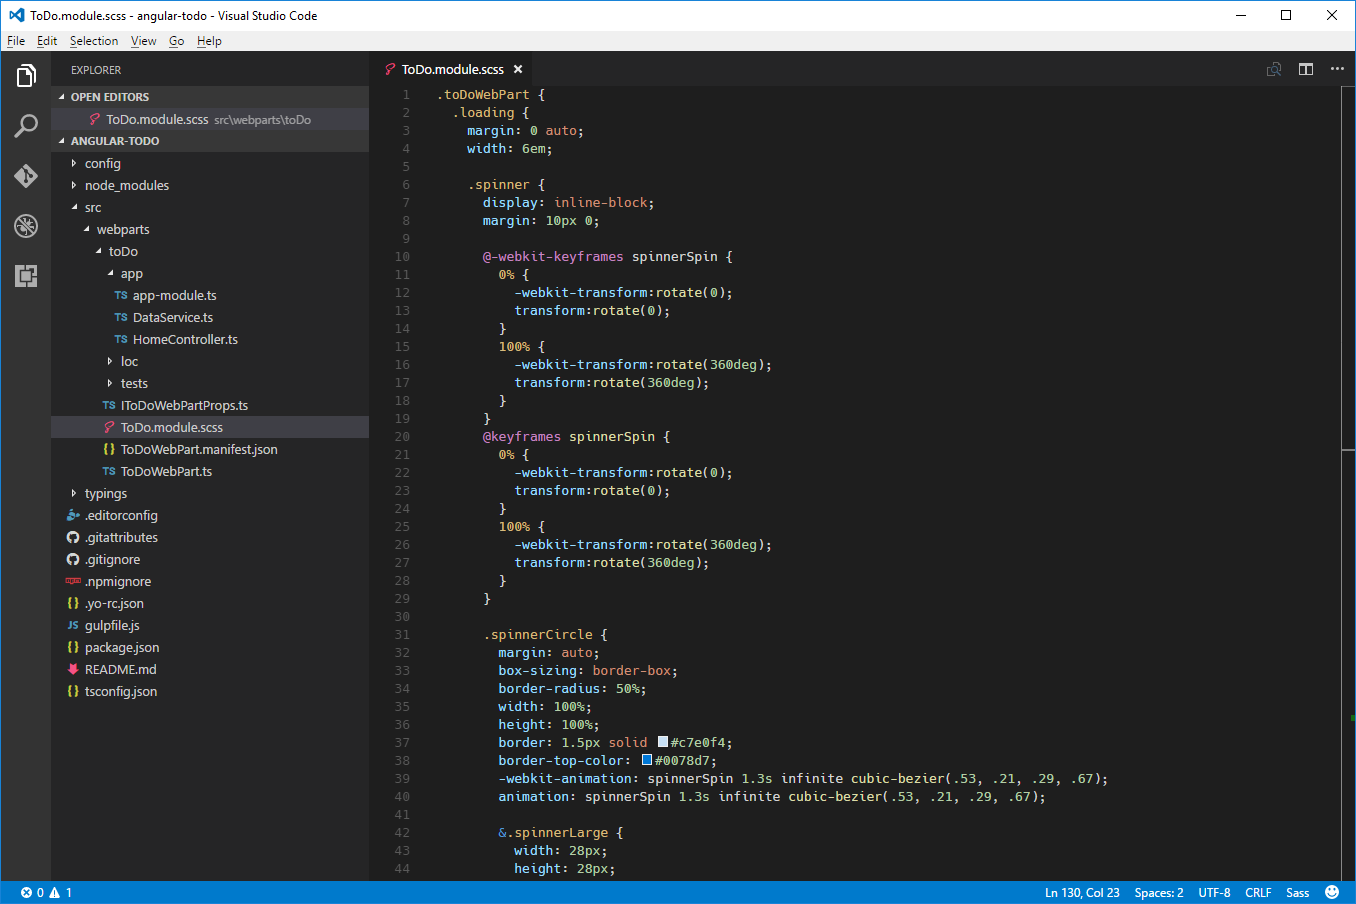 ToDo.module.scss - angular-todo - Visual Studio Code
File Edit Selection View Go Help
EXPLORER
OPEN EDITORS
ToDo.module.scss src\webparts\toDo
ANGULAR-TODO
config
node_modules
src
webparts
toDo
app
TS app-module.ts
TS DataService.ts
TS HomeController.ts
loc
tests
TS IToDoWebPartProps.ts
ToDo.module.scss
{} ToDoWebPart.manifest.json
TS ToDoWebPart.ts
typings
.editorconfig
.gitattributes
.gitignore
npm .npmignore
{} .yo-rc.json
JS gulpfile.js
{} package.json
README.md
{} tsconfig.json
ToDo.module.scss
1 .toDoWebPart {
2 .loading {
3 margin: 0 auto;
4 width: 6em;
5
6 .spinner {
7 display: inline-block;
8 margin: 10px 0;
9
10 @-webkit-keyframes spinnerSpin {
11 0% {
12 -webkit-transform:rotate(0);
13 transform:rotate(0);
14 }
15 100% {
16 -webkit-transform:rotate(360deg);
17 transform:rotate(360deg);
18 }
19 }
20 @keyframes spinnerSpin {
21 0% {
22 -webkit-transform:rotate(0);
23 transform:rotate(0);
24 }
25 100% {
26 -webkit-transform:rotate(360deg);
27 transform:rotate(360deg);
28 }
29 }
30
31 .spinnerCircle {
32 margin: auto;
33 box-sizing: border-box;
34 border-radius: 50%;
35 width: 100%;
36 height: 100%;
37 border: 1.5px solid #c7e0f4;
38 border-top-color: #0078d7;
39 -webkit-animation: spinnerSpin 1.3s infinite cubic-bezier(.53, .21, .29, .67);
40 animation: spinnerSpin 1.3s infinite cubic-bezier(.53, .21, .29, .67);
41
42 &.spinnerLarge {
43 width: 28px;
44 height: 28px;
0 1 Ln 130, Col 23 Spaces: 2 UTF-8 CRLF Sass